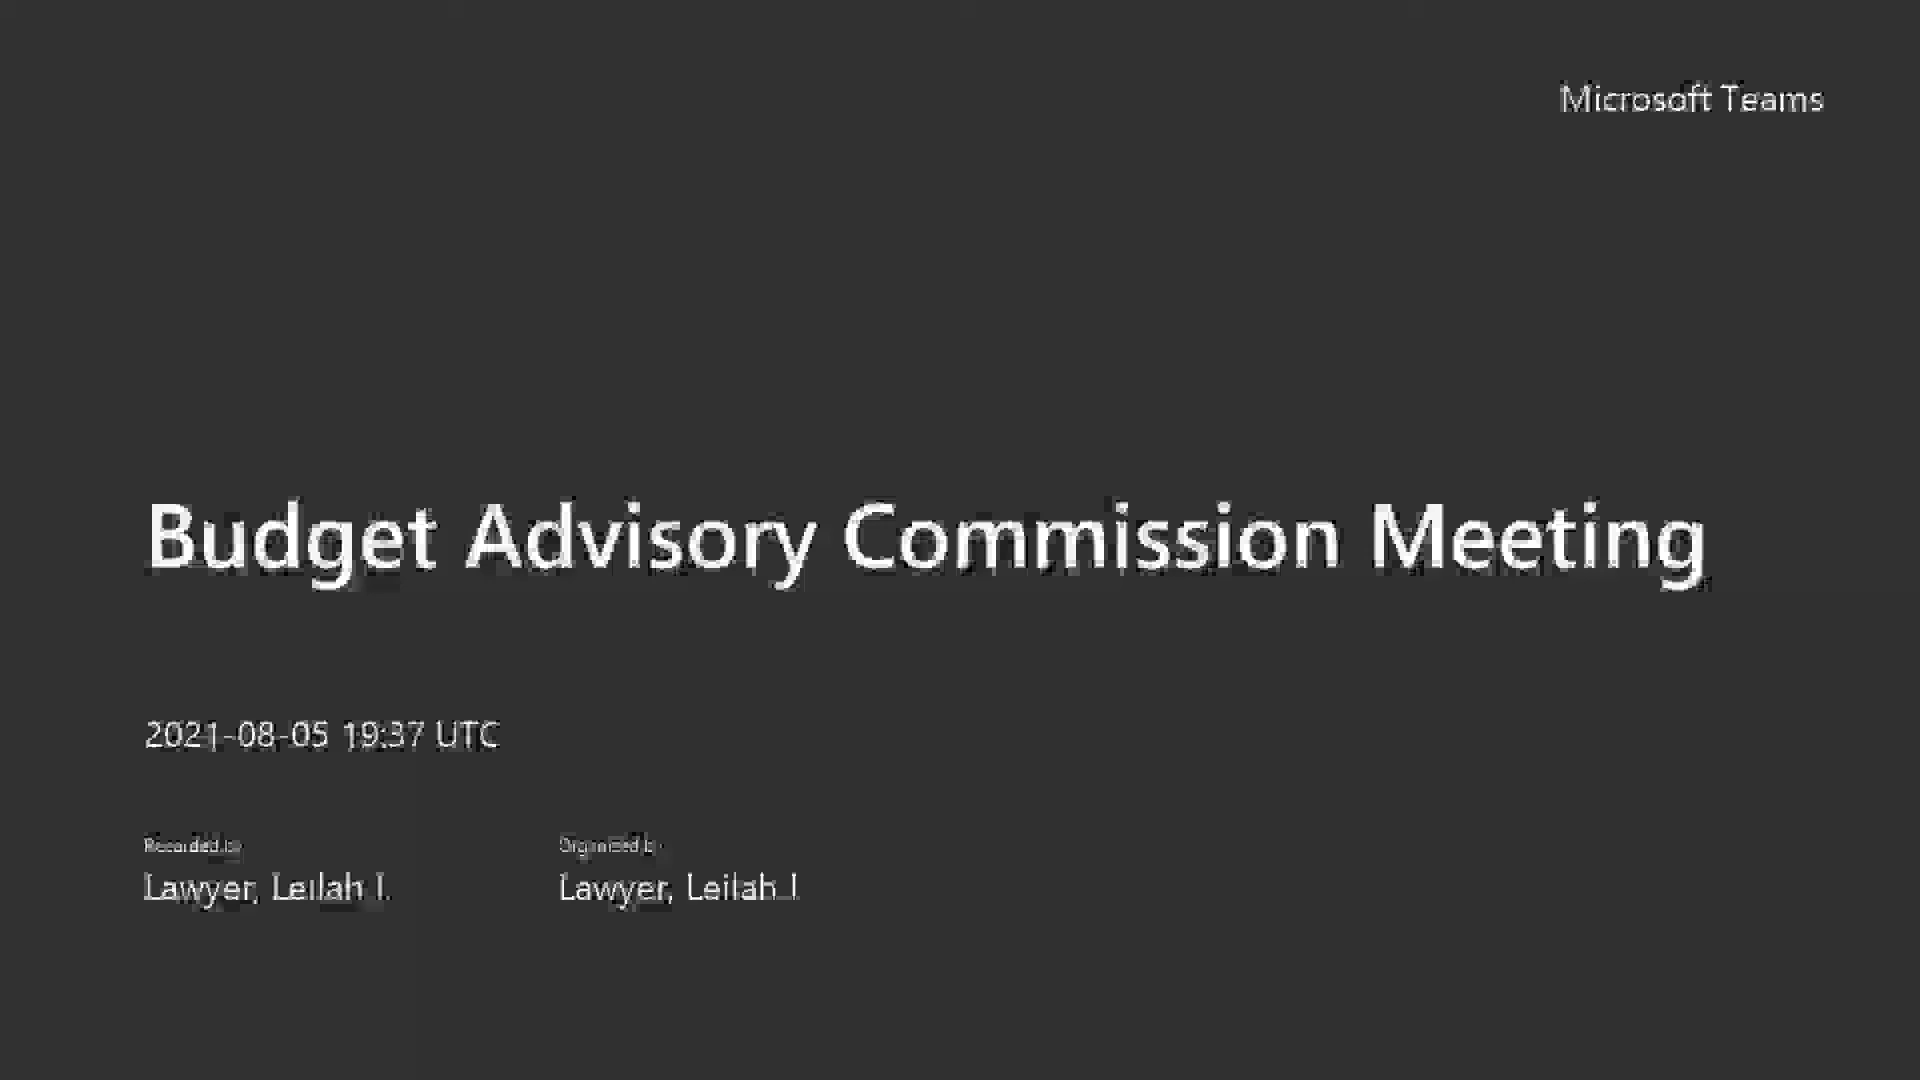 Microsoft Teams
Budget Advisory Commission Meeting
2021-08-05 19:37 UTC
Recorded by
Organized by
Lawyer, Leilah I.
Lawyer, Leilah I.